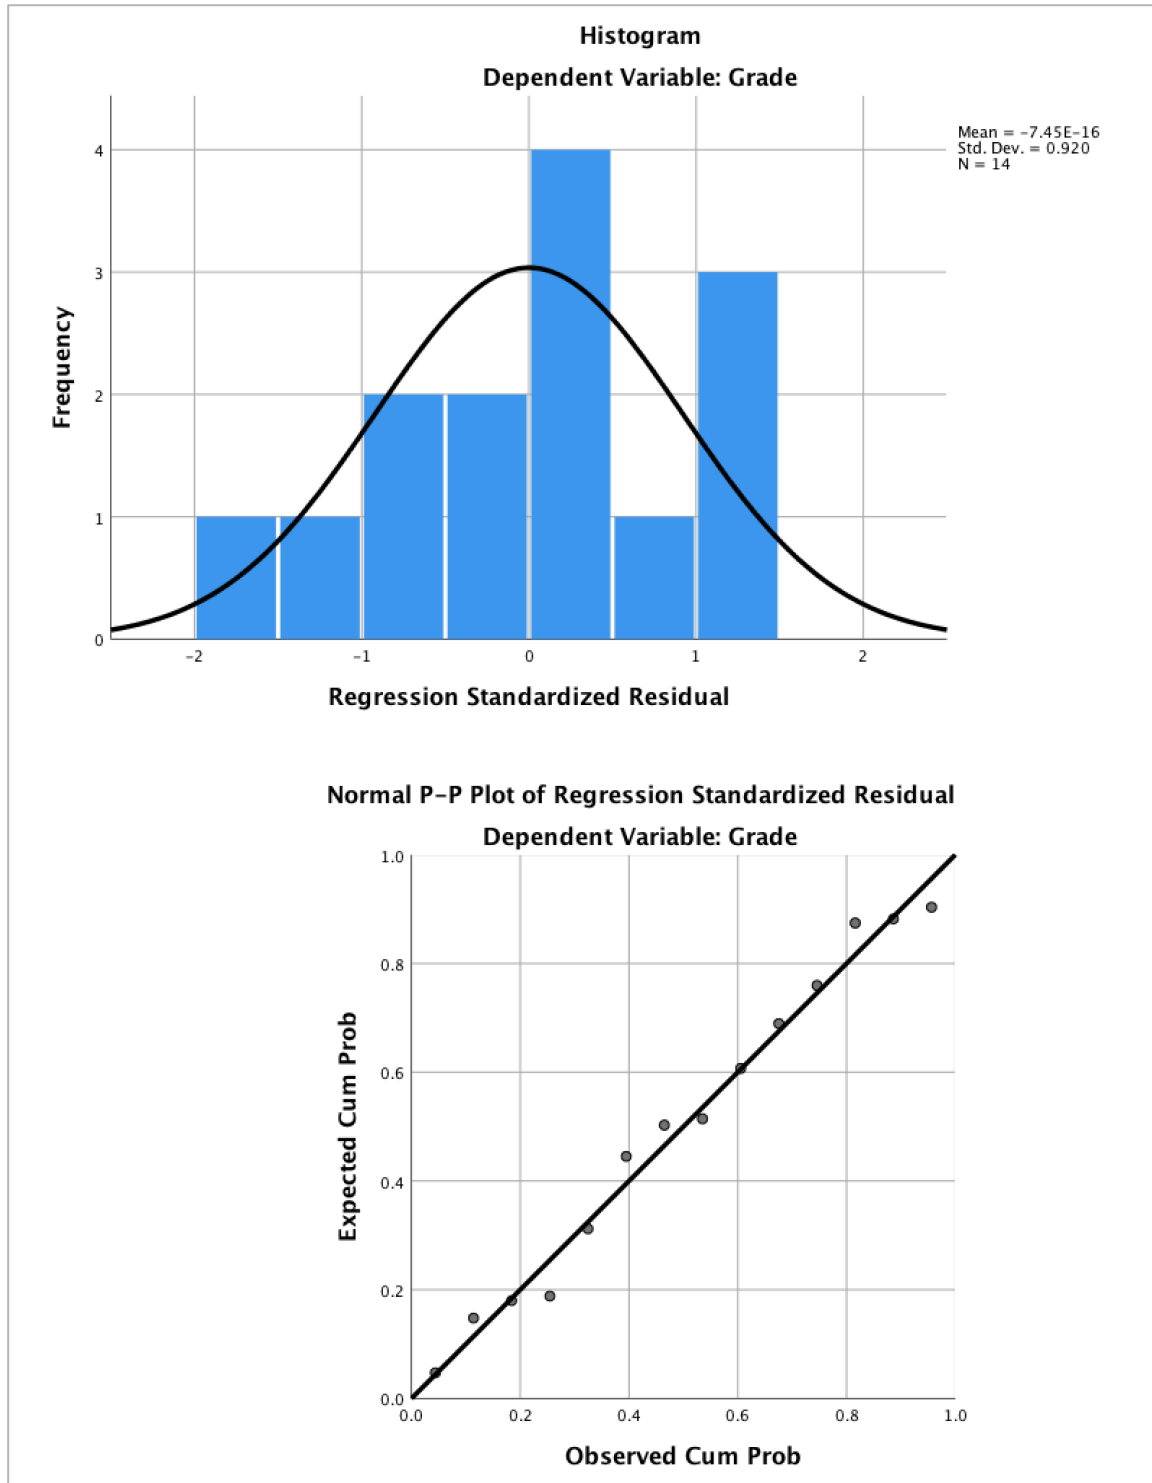 Histogram
Dependent Variable: Grade
Mean = -7.45E-16
Std. Dev. = 0.920
N = 14
4
3
2
1
0
Frequency
-2
-1
0
1
2
Regression Standardized Residual
Normal P-P Plot of Regression Standardized Residual
Dependent Variable: Grade
1.0
0.8
0.6
0.4
0.2
0.0
Expected Cum Prob
0.0
0.2
0.4
0.6
0.8
1.0
Observed Cum Prob